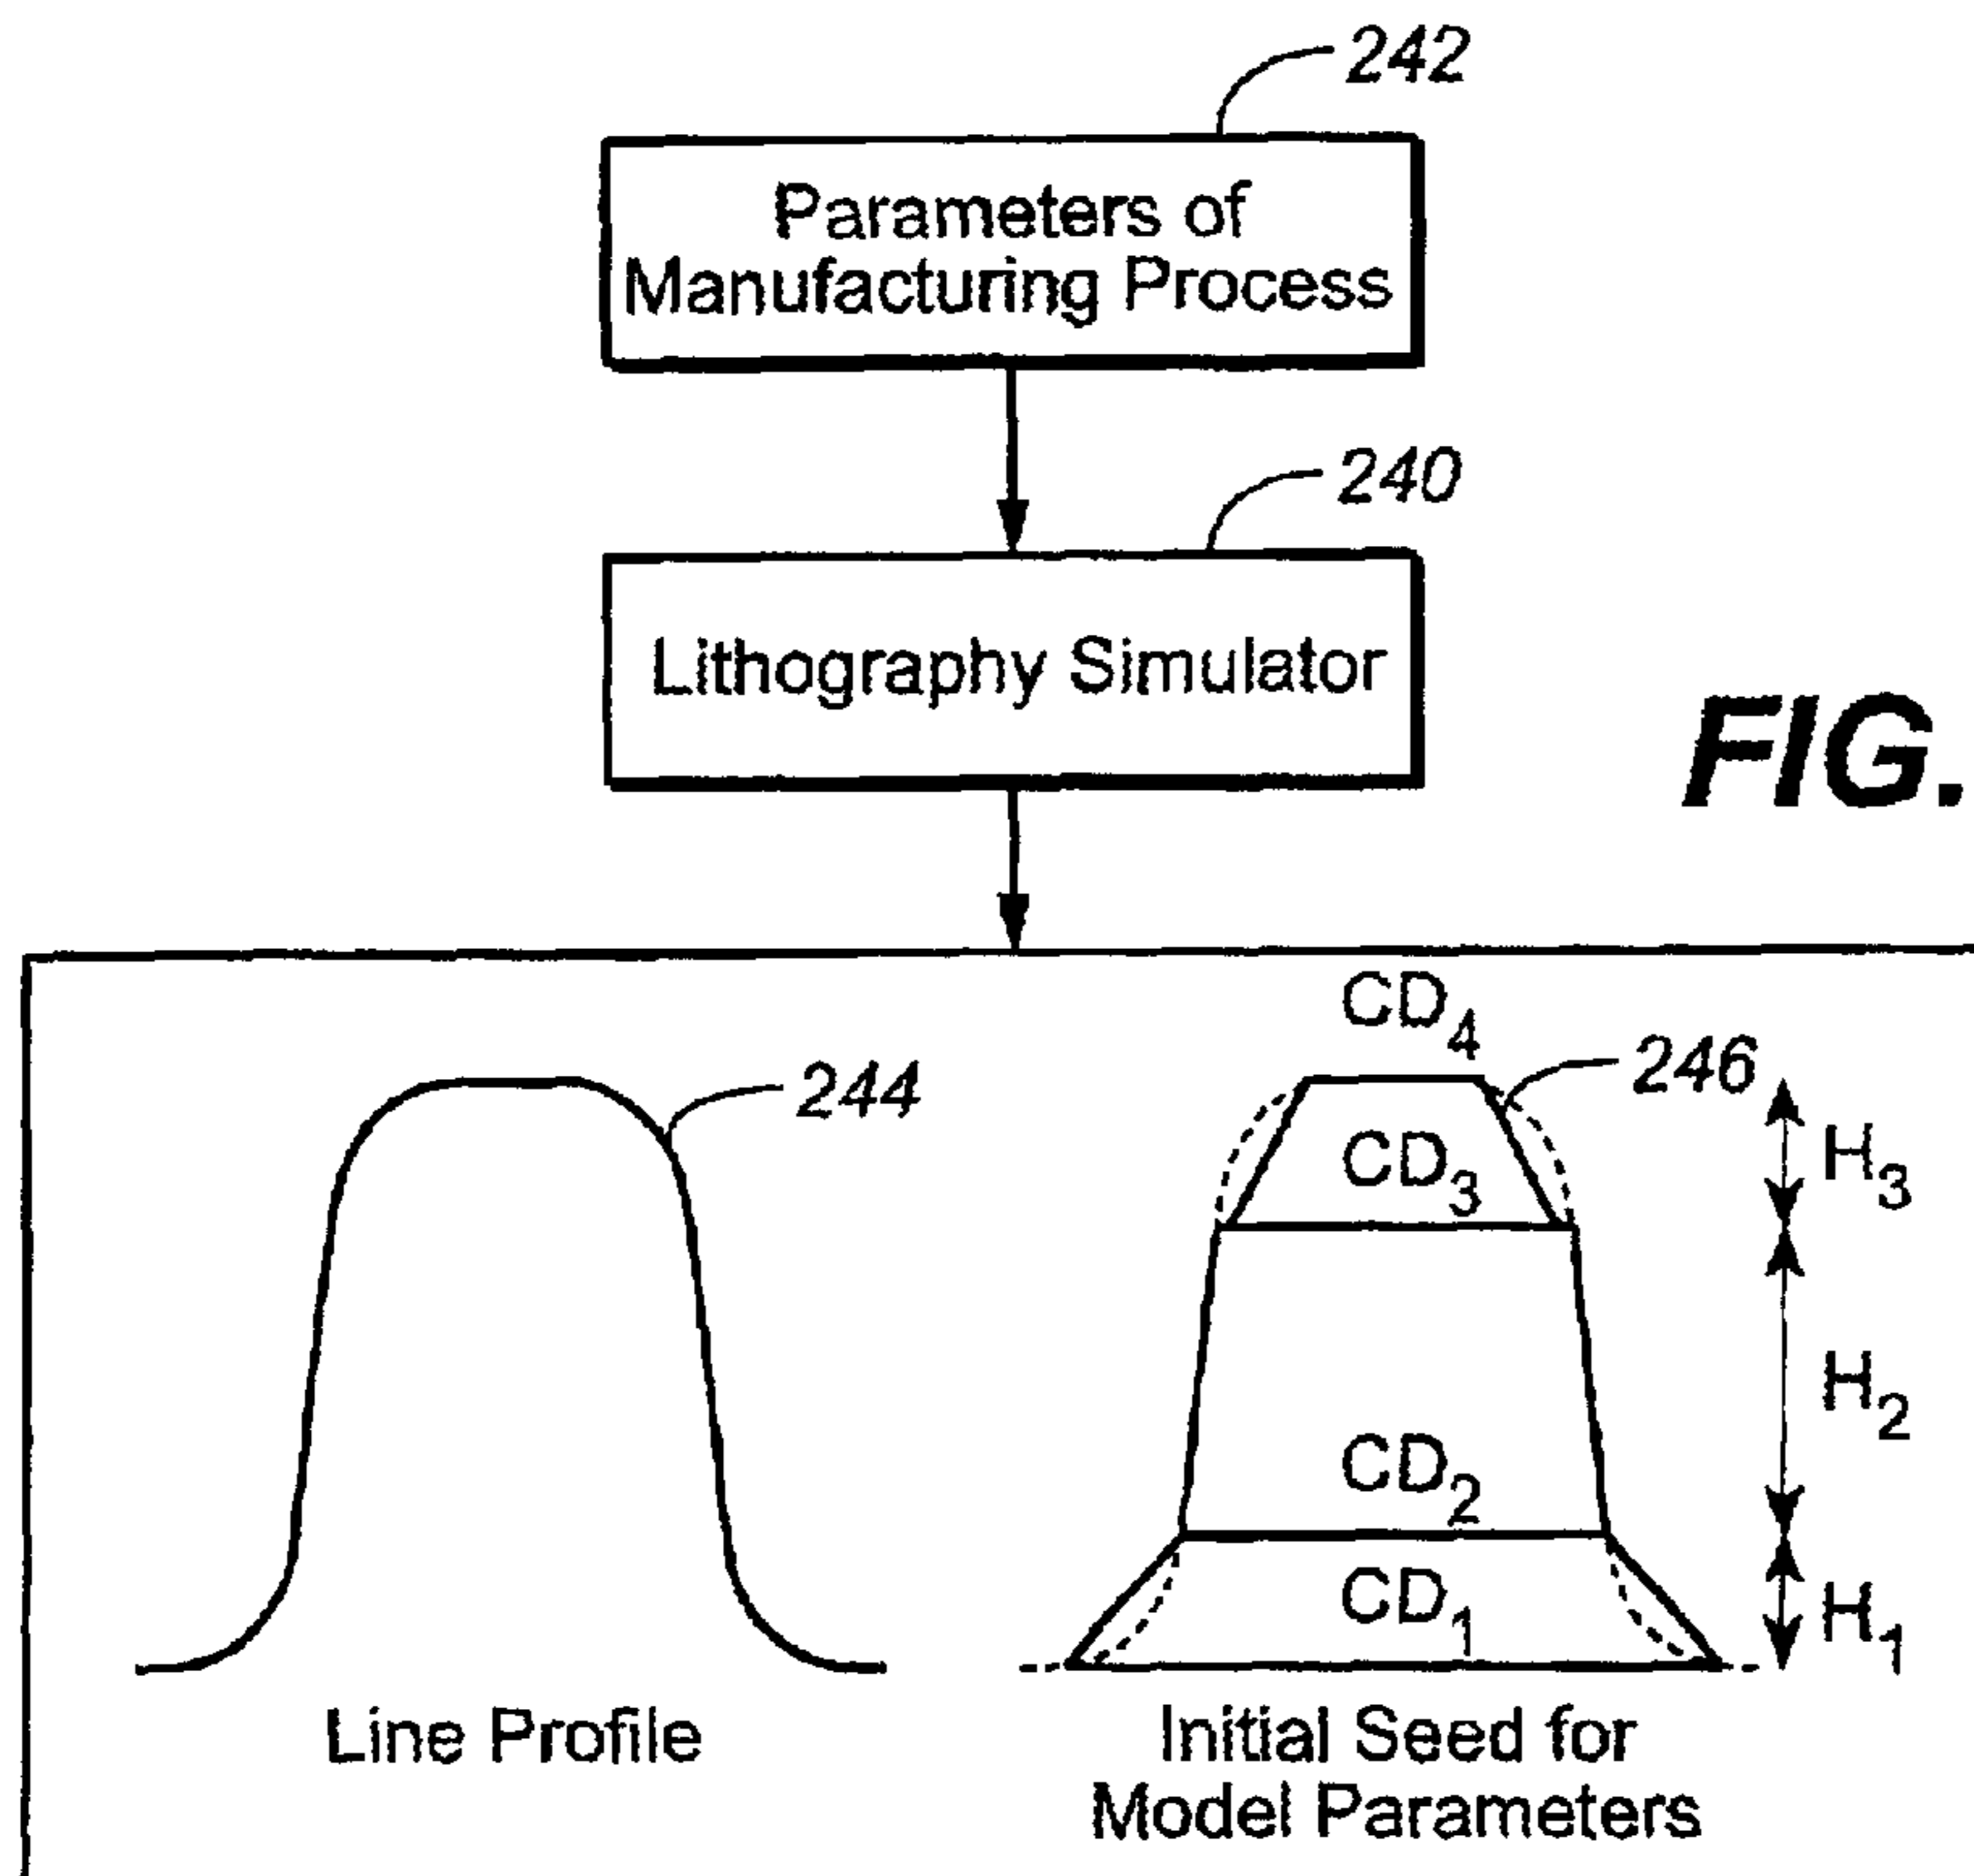 242
Parameters of
Manufacturing Process
240
Lithography Simulator
FIG.
CD4
246
244
CD3
H3
H2
CD2
CD1
H1
Line Profile
Initial Seed for
Model Parameters